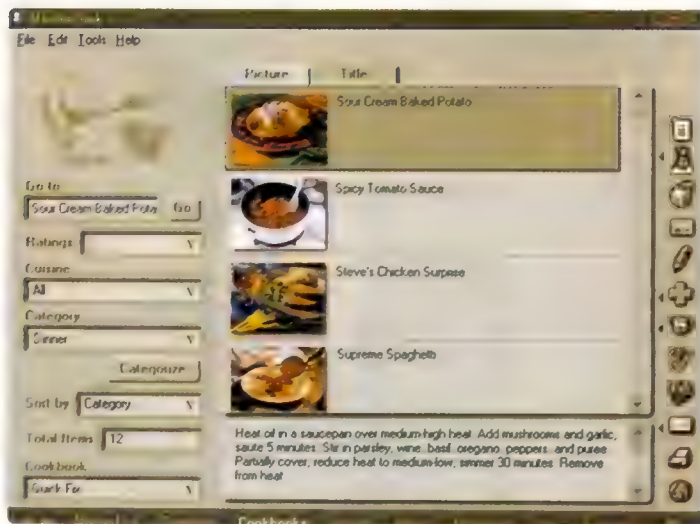 File Edit Tools Help
Picture Title
Sour Cream Baked Potato
Go to
Sour Cream Baked Pota Go
Spicy Tomato Sauce
Ratings
Cuisine
All
Steve's Chicken Surprise
Category
Dinner
Categorize
Supreme Spaghetti
Sort by Category
Total Items 12
Cookbook
Quick Fix
Heat oil in a saucepan over medium-high heat. Add mushrooms and garlic,
saute 5 minutes. Stir in parsley, wine, basil, oregano, peppers, and puree.
Partially cover, reduce heat to medium-low, simmer 30 minutes. Remove
from heat
Cookbooks